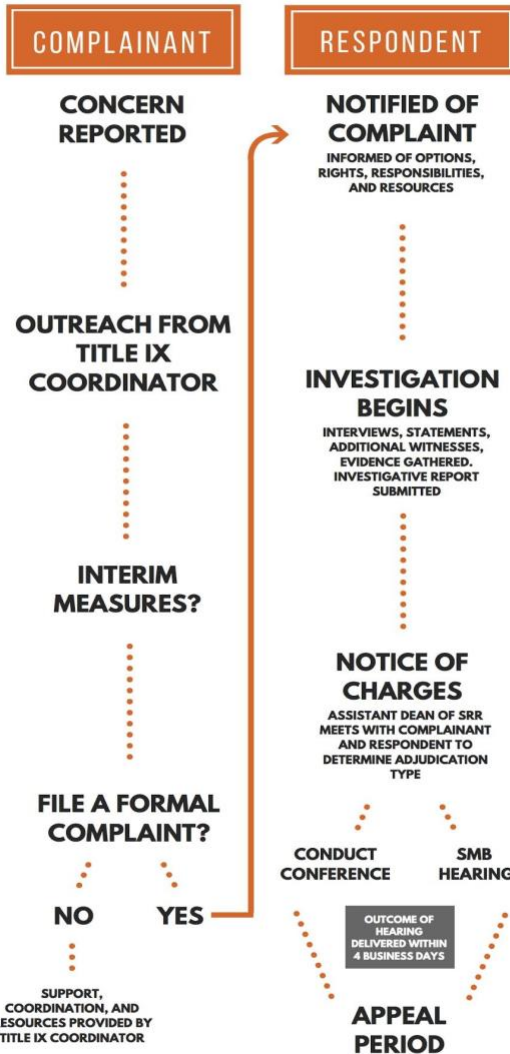 COMPLAINANT
CONCERN
REPORTED
OUTREACH FROM
TITLE IX
COORDINATOR
INTERIM
MEASURES?
FILE A FORMAL
COMPLAINT?
NO
YES
SUPPORT,
COORDINATION, AND
ESOURCES PROVIDED BY
TITLE IX COORDINATOR
RESPONDENT
NOTIFIED OF
COMPLAINT
INFORMED OF OPTIONS,
RIGHTS, RESPONSIBILITIES,
AND RESOURCES
INVESTIGATION
BEGINS
INTERVIEWS, STATEMENTS,
ADDITIONAL WITNESSES,
EVIDENCE GATHERED.
INVESTIGATIVE REPORT
SUBMITTED
NOTICE OF
CHARGES
ASSISTANT DEAN OF SRR
MEETS WITH COMPLAINANT
AND RESPONDENT TO
DETERMINE ADJUDICATION
TYPE
CONDUCT
CONFERENCE
SMB
HEARING
OUTCOME OF
HEARING
DELIVERED WITHIN
4 BUSINESS DAYS
APPEAL
PERIOD